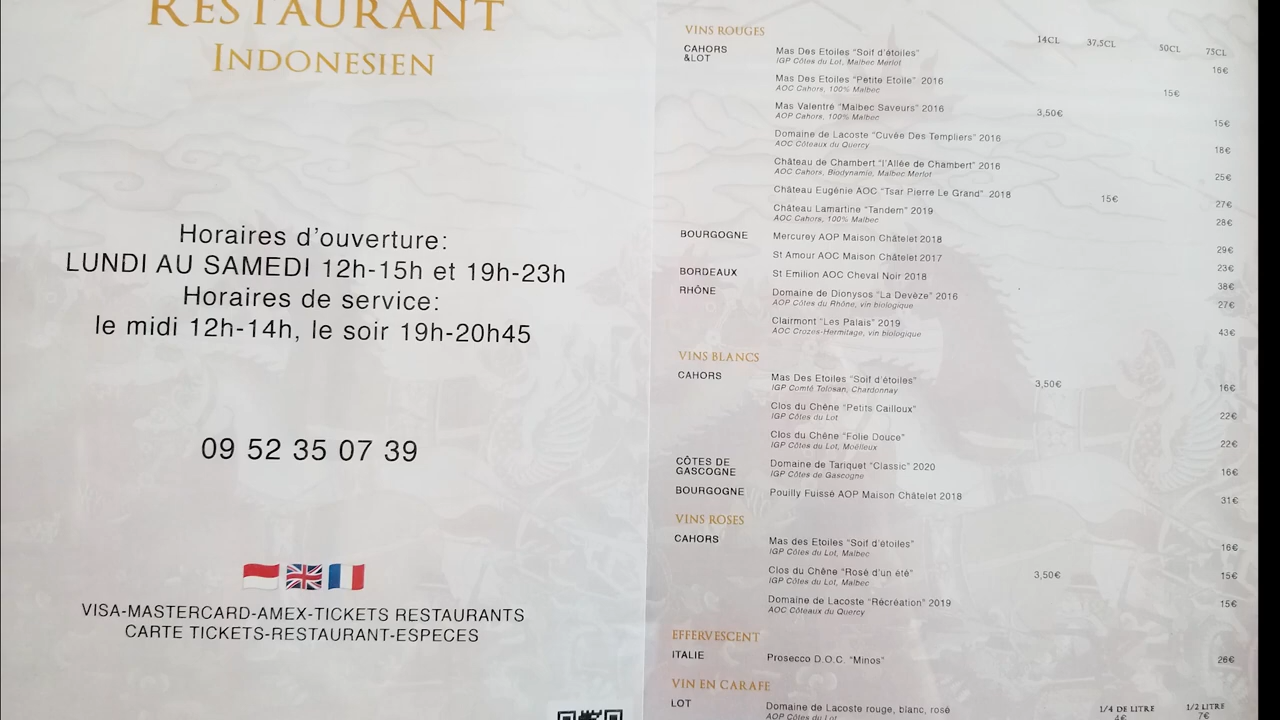 RESTAURANT
INDONESIEN
Horaires d'ouverture:
LUNDI AU SAMEDI 12h-15h et 19h-23h
Horaires de service:
le midi 12h-14h, le soir 19h-20h45
09 52 35 07 39
VISA-MASTERCARD-AMEX-TICKETS RESTAURANTS
CARTE TICKETS-RESTAURANT-ESPECES
VINS ROUGES 14CL 37,5CL 50CL 75CL
CAHORS &LOT
Mas Des Etoiles "Soif d'étoiles" 16€
IGP Côtes du Lot, Malbec Merlot
Mas Des Etoiles "Petite Etoile" 2016 15€
AOC Cahors, 100% Malbec
Mas Valentré "Malbec Saveurs" 2016 3,50€ 15€
AOP Cahors, 100% Malbec
Domaine de Lacoste "Cuvée Des Templiers" 2016 18€
AOC Côteaux du Quercy
Château de Chambert "l'Allée de Chambert" 2016 25€
AOC Cahors, Biodynamie, Malbec Merlot
Château Eugénie AOC "Tsar Pierre Le Grand" 2018 15€ 27€
Château Lamartine "Tandem" 2019 28€
AOC Cahors, 100% Malbec
BOURGOGNE Mercurey AOP Maison Châtelet 2018 29€
St Amour AOC Maison Châtelet 2017 23€
BORDEAUX St Emilion AOC Cheval Noir 2018 38€
RHÔNE Domaine de Dionysos "La Devèze" 2016 27€
AOP Côtes du Rhône, vin biologique
Clairmont "Les Palais" 2019 43€
AOC Crozes-Hermitage, vin biologique
VINS BLANCS
CAHORS Mas Des Etoiles "Soif d'étoiles" 3,50€ 16€
IGP Comté Tolosan, Chardonnay
Clos du Chêne "Petits Cailloux" 22€
IGP Côtes du Lot
Clos du Chêne "Folie Douce" 22€
IGP Côtes du Lot, Moëlleux
CÔTES DE GASCOGNE
Domaine de Tariquet "Classic" 2020 16€
IGP Côtes de Gascogne
BOURGOGNE Pouilly Fuissé AOP Maison Châtelet 2018 31€
VINS ROSES
CAHORS Mas des Etoiles "Soif d'étoiles" 16€
IGP Côtes du Lot, Malbec
Clos du Chêne "Rosé d'un été" 3,50€ 15€
IGP Côtes du Lot, Malbec
Domaine de Lacoste "Récréation" 2019 15€
AOC Côteaux du Quercy
EFFERVESCENT
ITALIE Prosecco D.O.C. "Minos" 26€
VIN EN CARAFE 1/4 DE LITRE 1/2 LITRE
LOT Domaine de Lacoste rouge, blanc, rosé 4€ 7€
AOP Côtes du Lot